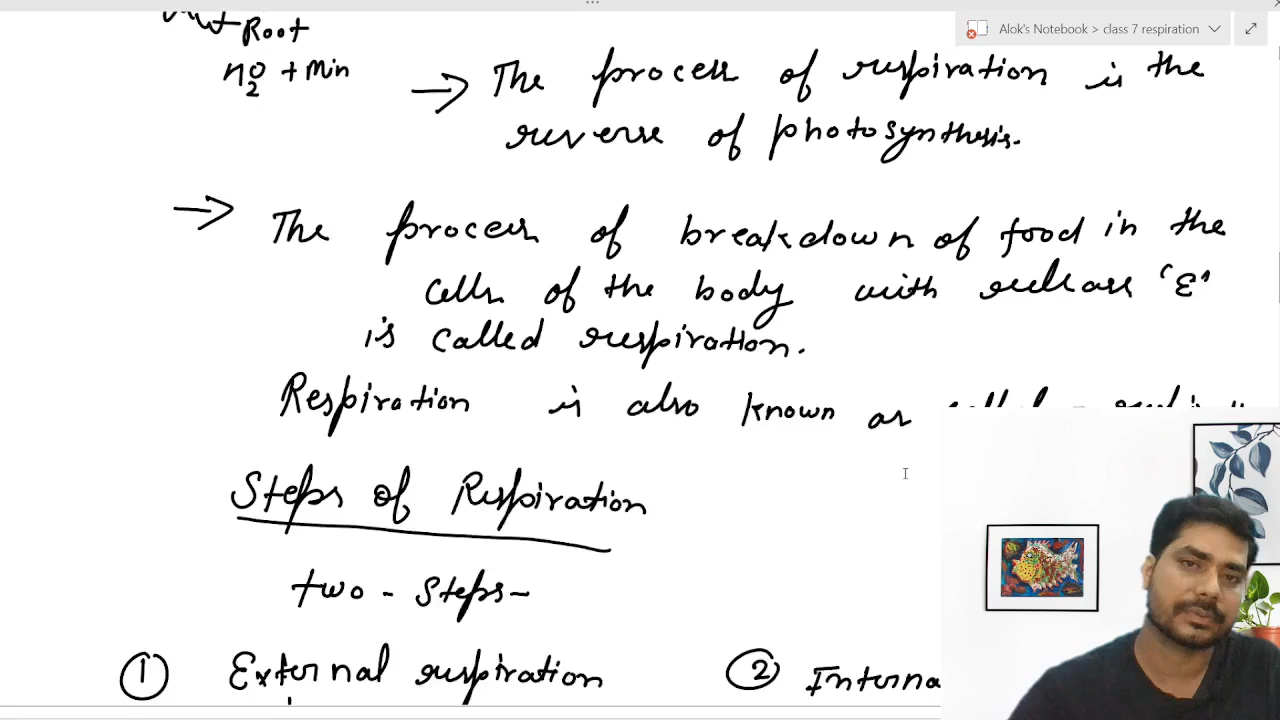 Alok's Notebook > class 7 respiration
Root
H2O + Min
→ The process of respiration is the
reverse of photosynthesis.
→ The process of breakdown of food in the
cells of the body with release 'E'
is called respiration.
Respiration is also known as
Steps of Respiration
two - steps -
① External respiration
② Interna